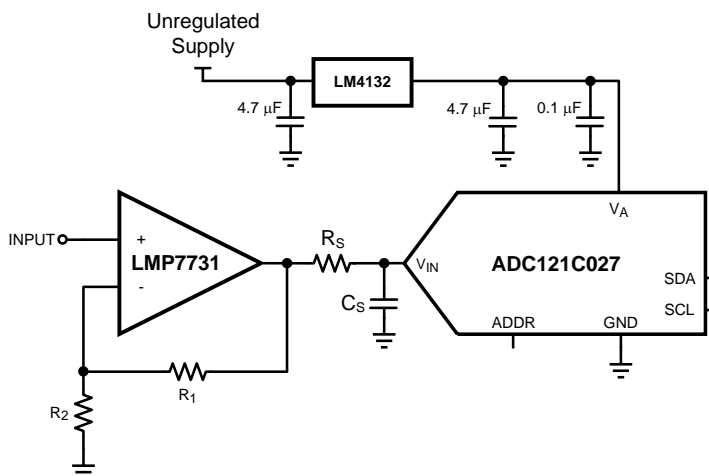 Unregulated
Supply
LM4132
4.7 μF
4.7 μF
0.1 μF
VA
INPUT
+
-
LMP7731
RS
CS
VIN
ADC121C027
SDA
SCL
ADDR
GND
R1
R2